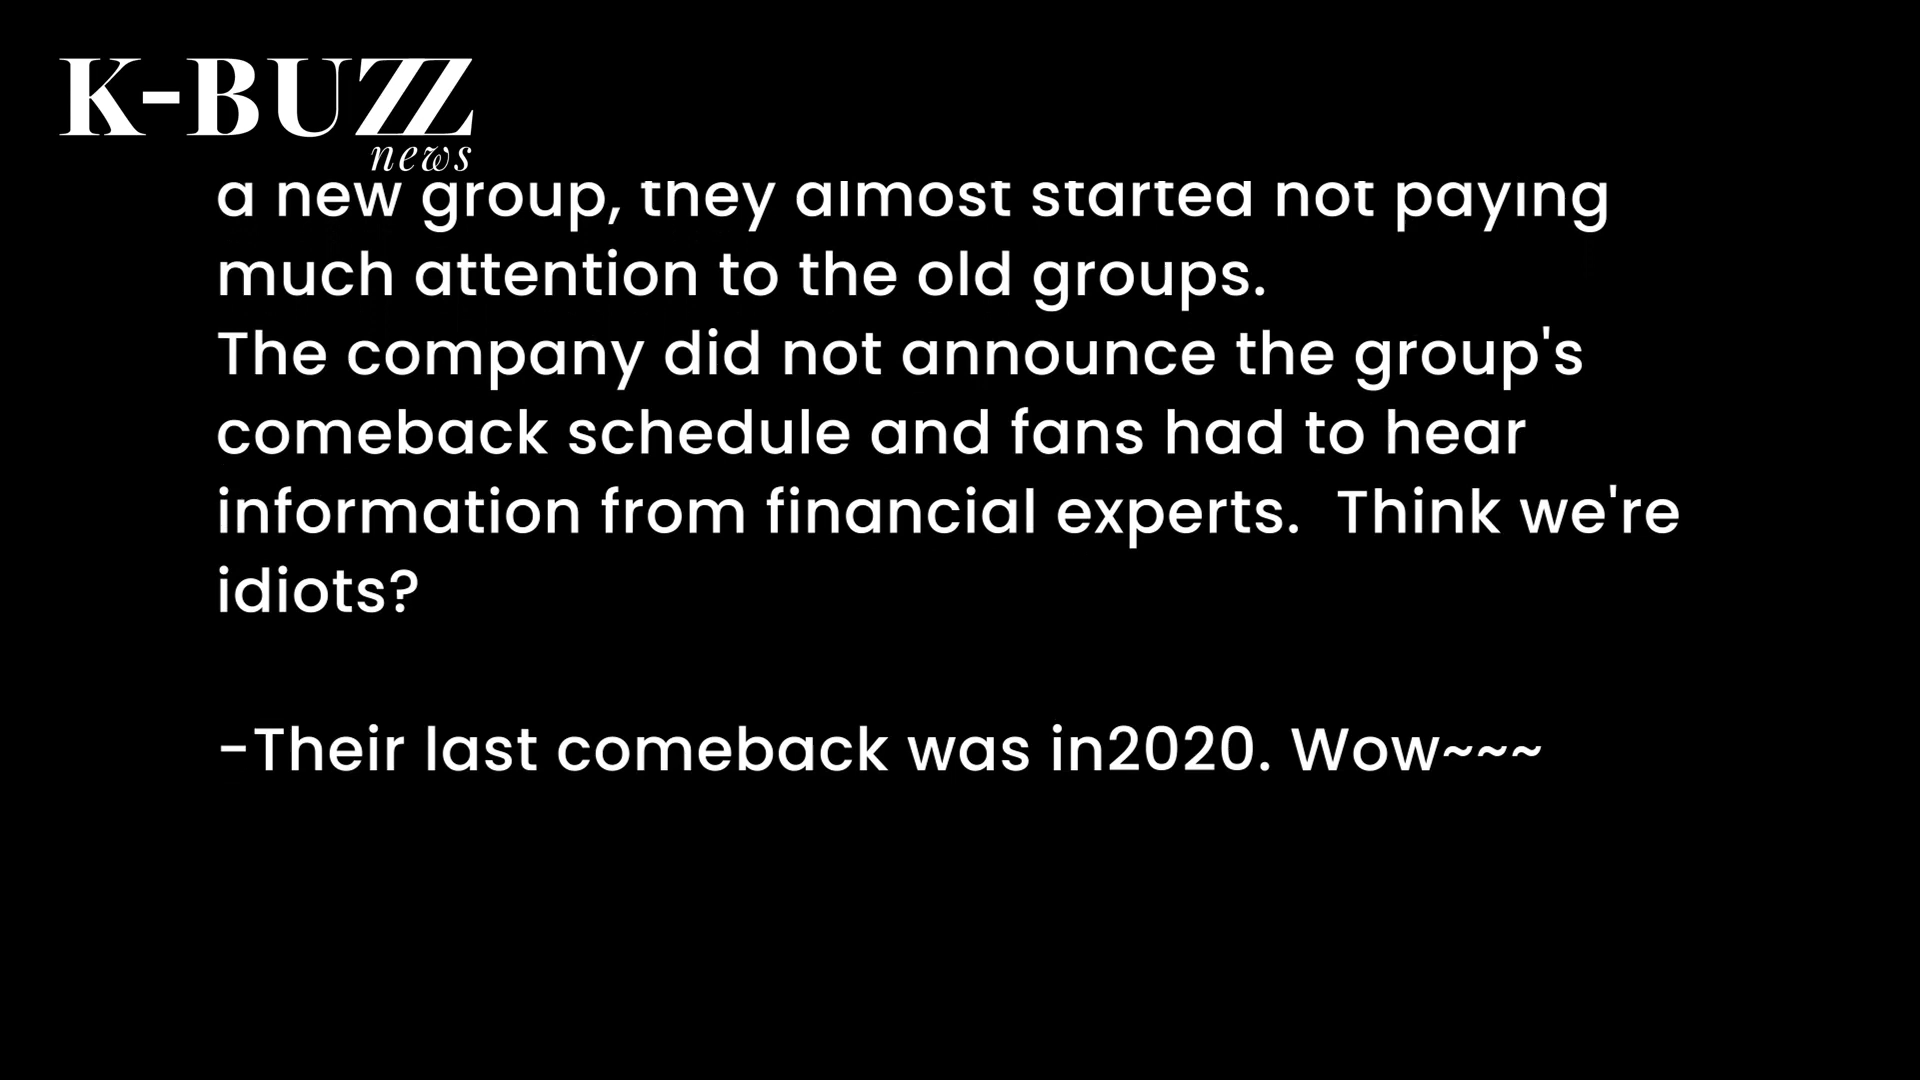 K-BUZZ
news
a new group, they almost started not paying
much attention to the old groups.
The company did not announce the group's
comeback schedule and fans had to hear
information from financial experts.  Think we're
idiots?
-Their last comeback was in2020. Wow~~~